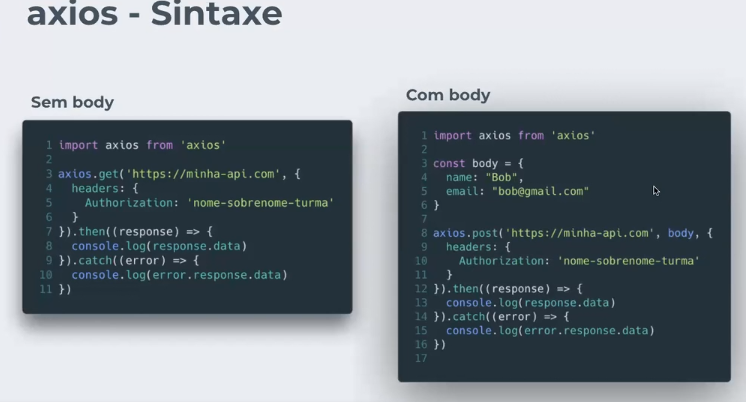 axios - Sintaxe
Sem body
1 import axios from 'axios'
2
3 axios.get('https://minha-api.com', {
4   headers: {
5     Authorization: 'nome-sobrenome-turma'
6   }
7 }).then((response) => {
8   console.log(response.data)
9 }).catch((error) => {
10   console.log(error.response.data)
11 })
Com body
1 import axios from 'axios'
2
3 const body = {
4   name: "Bob",
5   email: "bob@gmail.com"
6 }
7
8 axios.post('https://minha-api.com', body, {
9   headers: {
10     Authorization: 'nome-sobrenome-turma'
11   }
12 }).then((response) => {
13   console.log(response.data)
14 }).catch((error) => {
15   console.log(error.response.data)
16 })
17